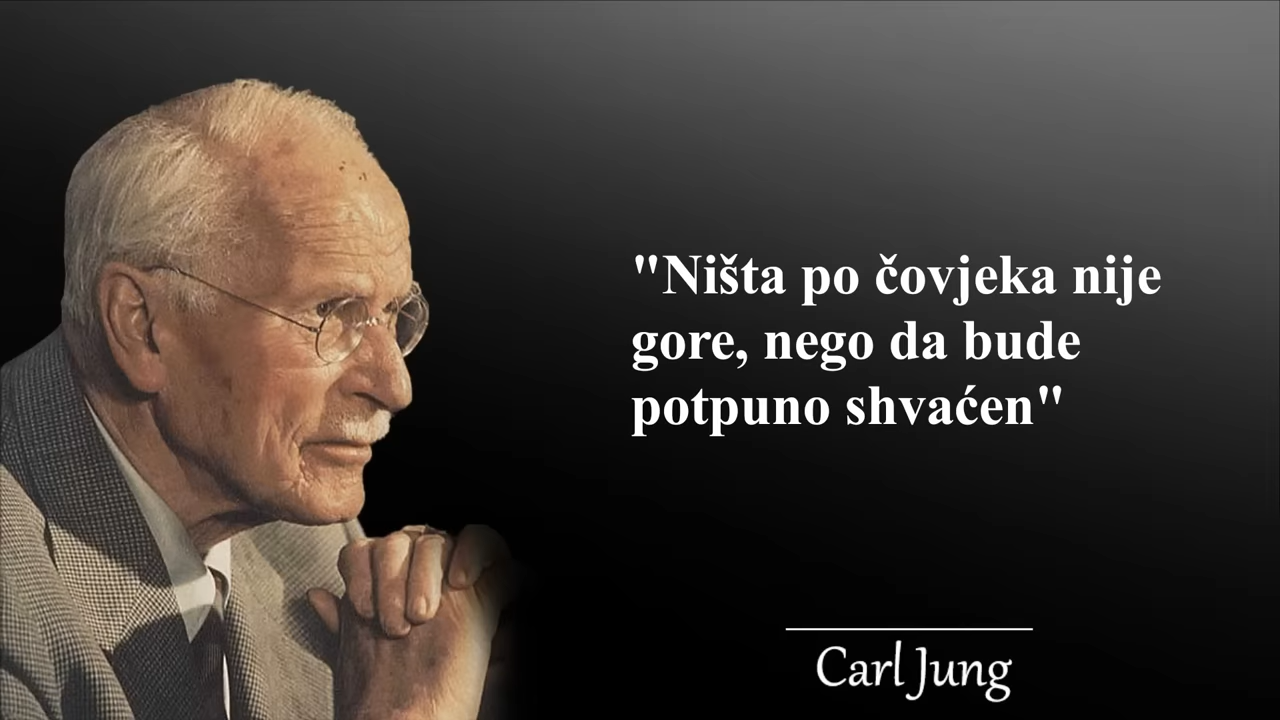 "Ništa po čovjeka nije
gore, nego da bude
potpuno shvaćen"
Carl Jung